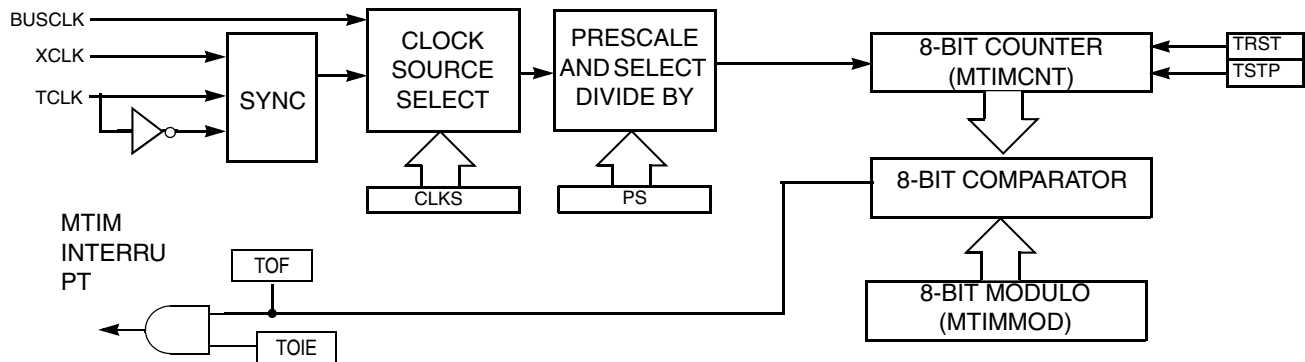 BUSCLK
XCLK
TCLK
SYNC
CLOCK
SOURCE
SELECT
PRESCALE
AND SELECT
DIVIDE BY
8-BIT COUNTER
(MTIMCNT)
TRST
TSTP
CLKS
PS
8-BIT COMPARATOR
MTIM
INTERRU
PT
TOF
8-BIT MODULO
(MTIMMOD)
TOIE